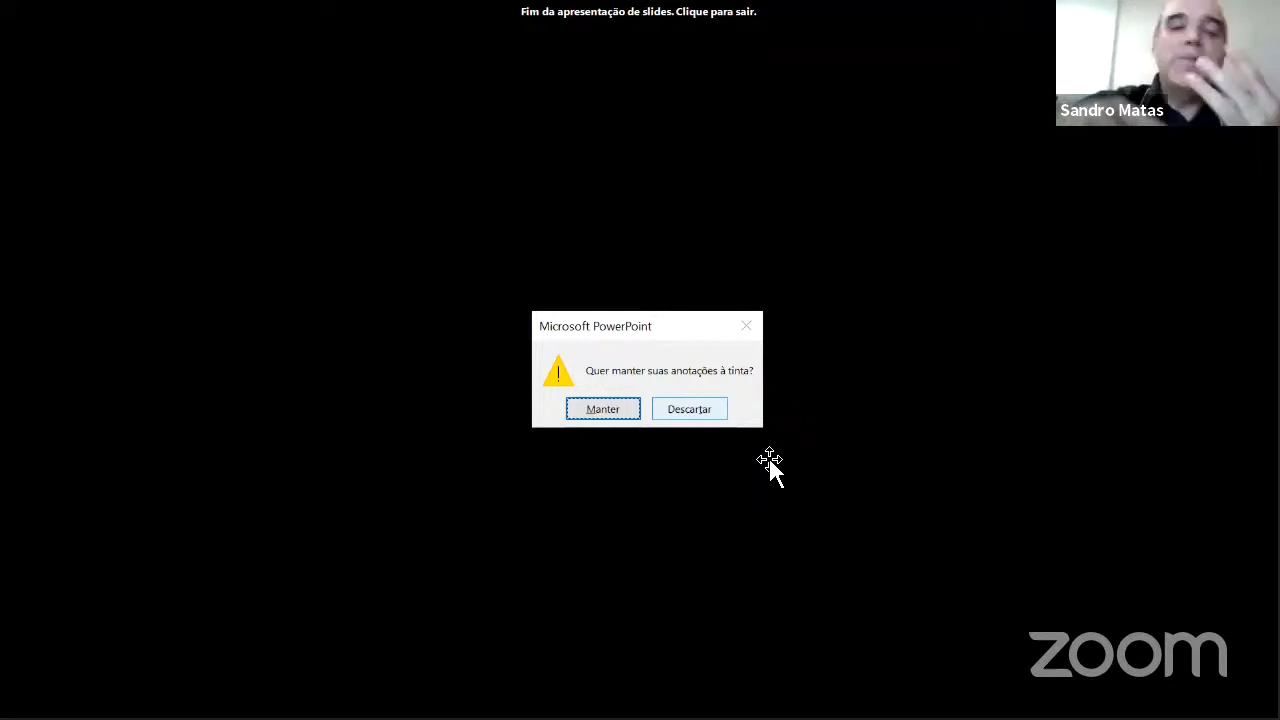 Fim da apresentação de slides. Clique para sair.
Sandro Matas
Microsoft PowerPoint
Quer manter suas anotações à tinta?
Manter
Descartar
zoom